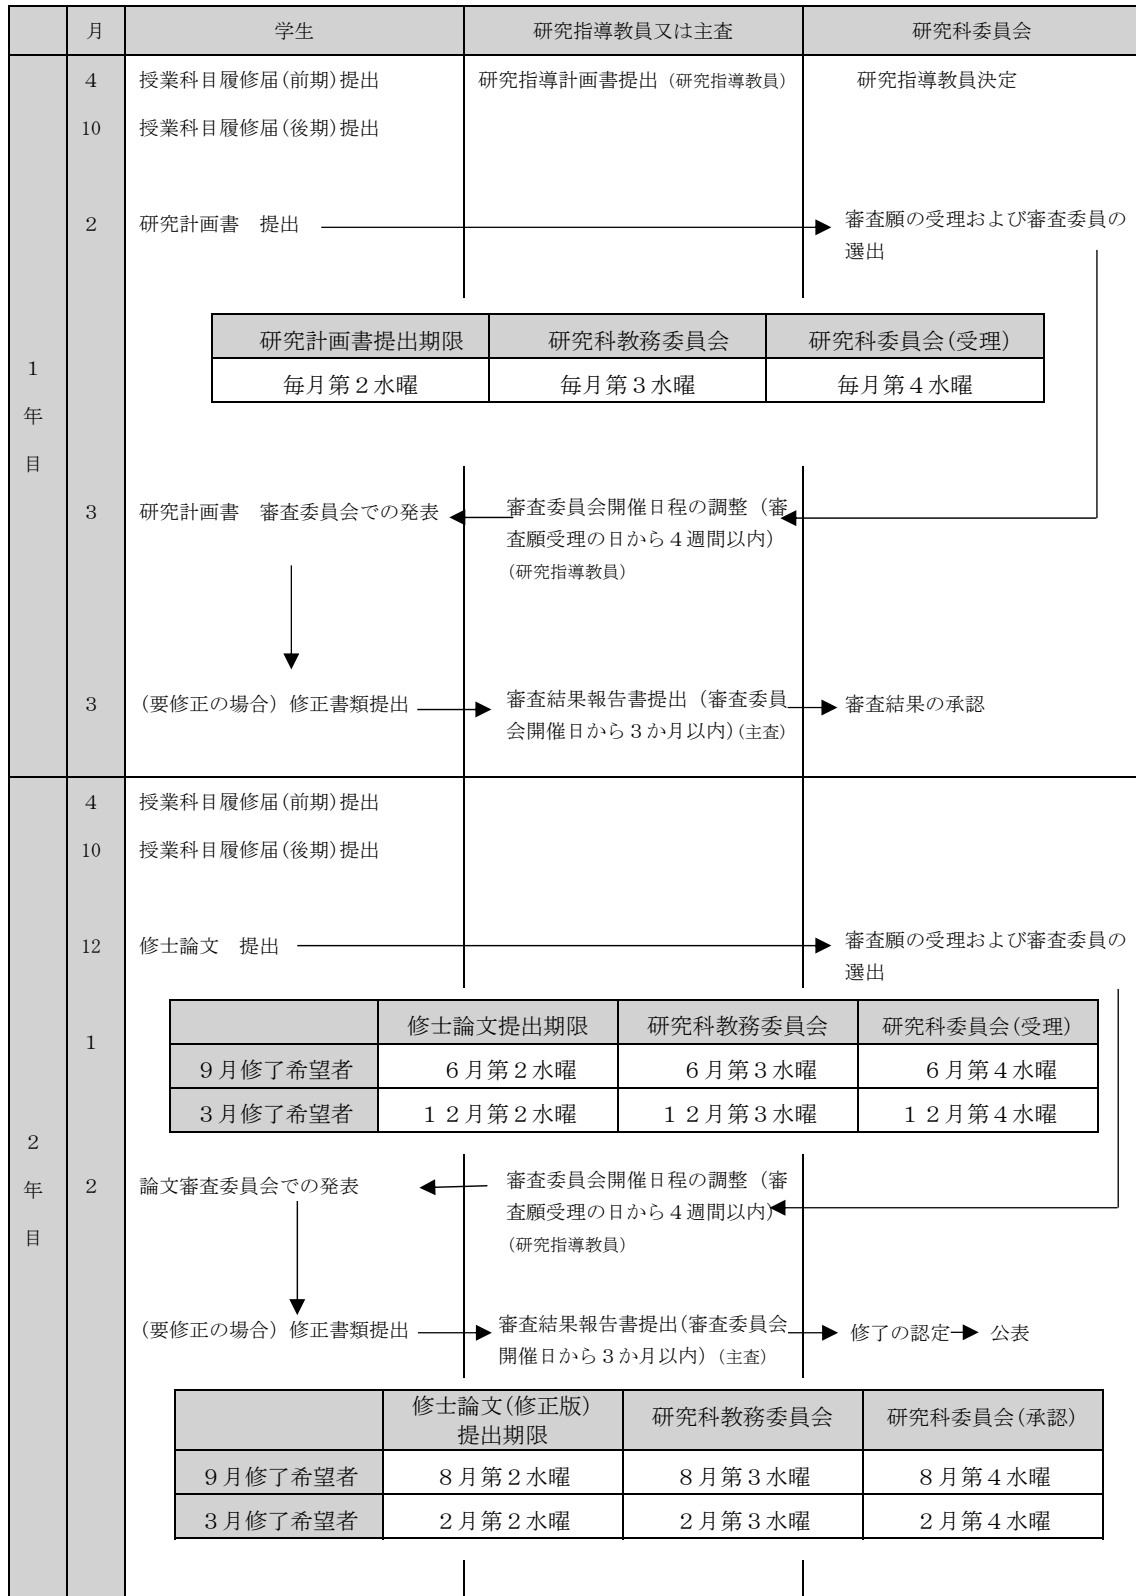 月 学生 研究指導教員又は主査 研究科委員会
4 授業科目履修届(前期)提出 研究指導計画書提出（研究指導教員） 研究指導教員決定
10 授業科目履修届(後期)提出
2 研究計画書　提出 審査願の受理および審査委員の
選出
研究計画書提出期限 研究科教務委員会 研究科委員会(受理)
毎月第２水曜 毎月第３水曜 毎月第４水曜
1
年
目
3 研究計画書　審査委員会での発表 審査委員会開催日程の調整（審
査願受理の日から４週間以内）
（研究指導教員）
3 （要修正の場合）修正書類提出 審査結果報告書提出（審査委員 審査結果の承認
会開催日から３か月以内）（主査）
4 授業科目履修届(前期)提出
10 授業科目履修届(後期)提出
12 修士論文　提出 審査願の受理および審査委員の
選出
1
修士論文提出期限 研究科教務委員会 研究科委員会(受理)
９月修了希望者 ６月第２水曜 ６月第３水曜 ６月第４水曜
３月修了希望者 １２月第２水曜 １２月第３水曜 １２月第４水曜
2
年
目
2 論文審査委員会での発表 審査委員会開催日程の調整（審
査願受理の日から４週間以内）
（研究指導教員）
（要修正の場合）修正書類提出 審査結果報告書提出(審査委員会 修了の認定 公表
開催日から３か月以内）（主査）
修士論文(修正版) 研究科教務委員会 研究科委員会(承認)
提出期限
９月修了希望者 ８月第２水曜 ８月第３水曜 ８月第４水曜
３月修了希望者 ２月第２水曜 ２月第３水曜 ２月第４水曜